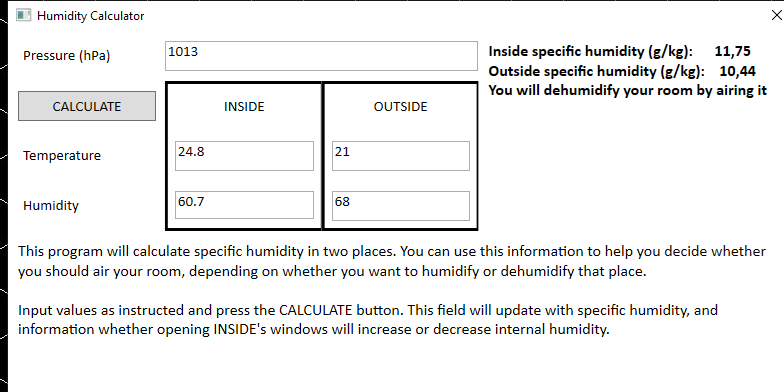 Humidity Calculator
Pressure (hPa)
1013
Inside specific humidity (g/kg): 11,75
Outside specific humidity (g/kg): 10,44
You will dehumidify your room by airing it
CALCULATE
INSIDE
OUTSIDE
Temperature
24.8
21
Humidity
60.7
68
This program will calculate specific humidity in two places. You can use this information to help you decide whether
you should air your room, depending on whether you want to humidify or dehumidify that place.
Input values as instructed and press the CALCULATE button. This field will update with specific humidity, and
information whether opening INSIDE's windows will increase or decrease internal humidity.